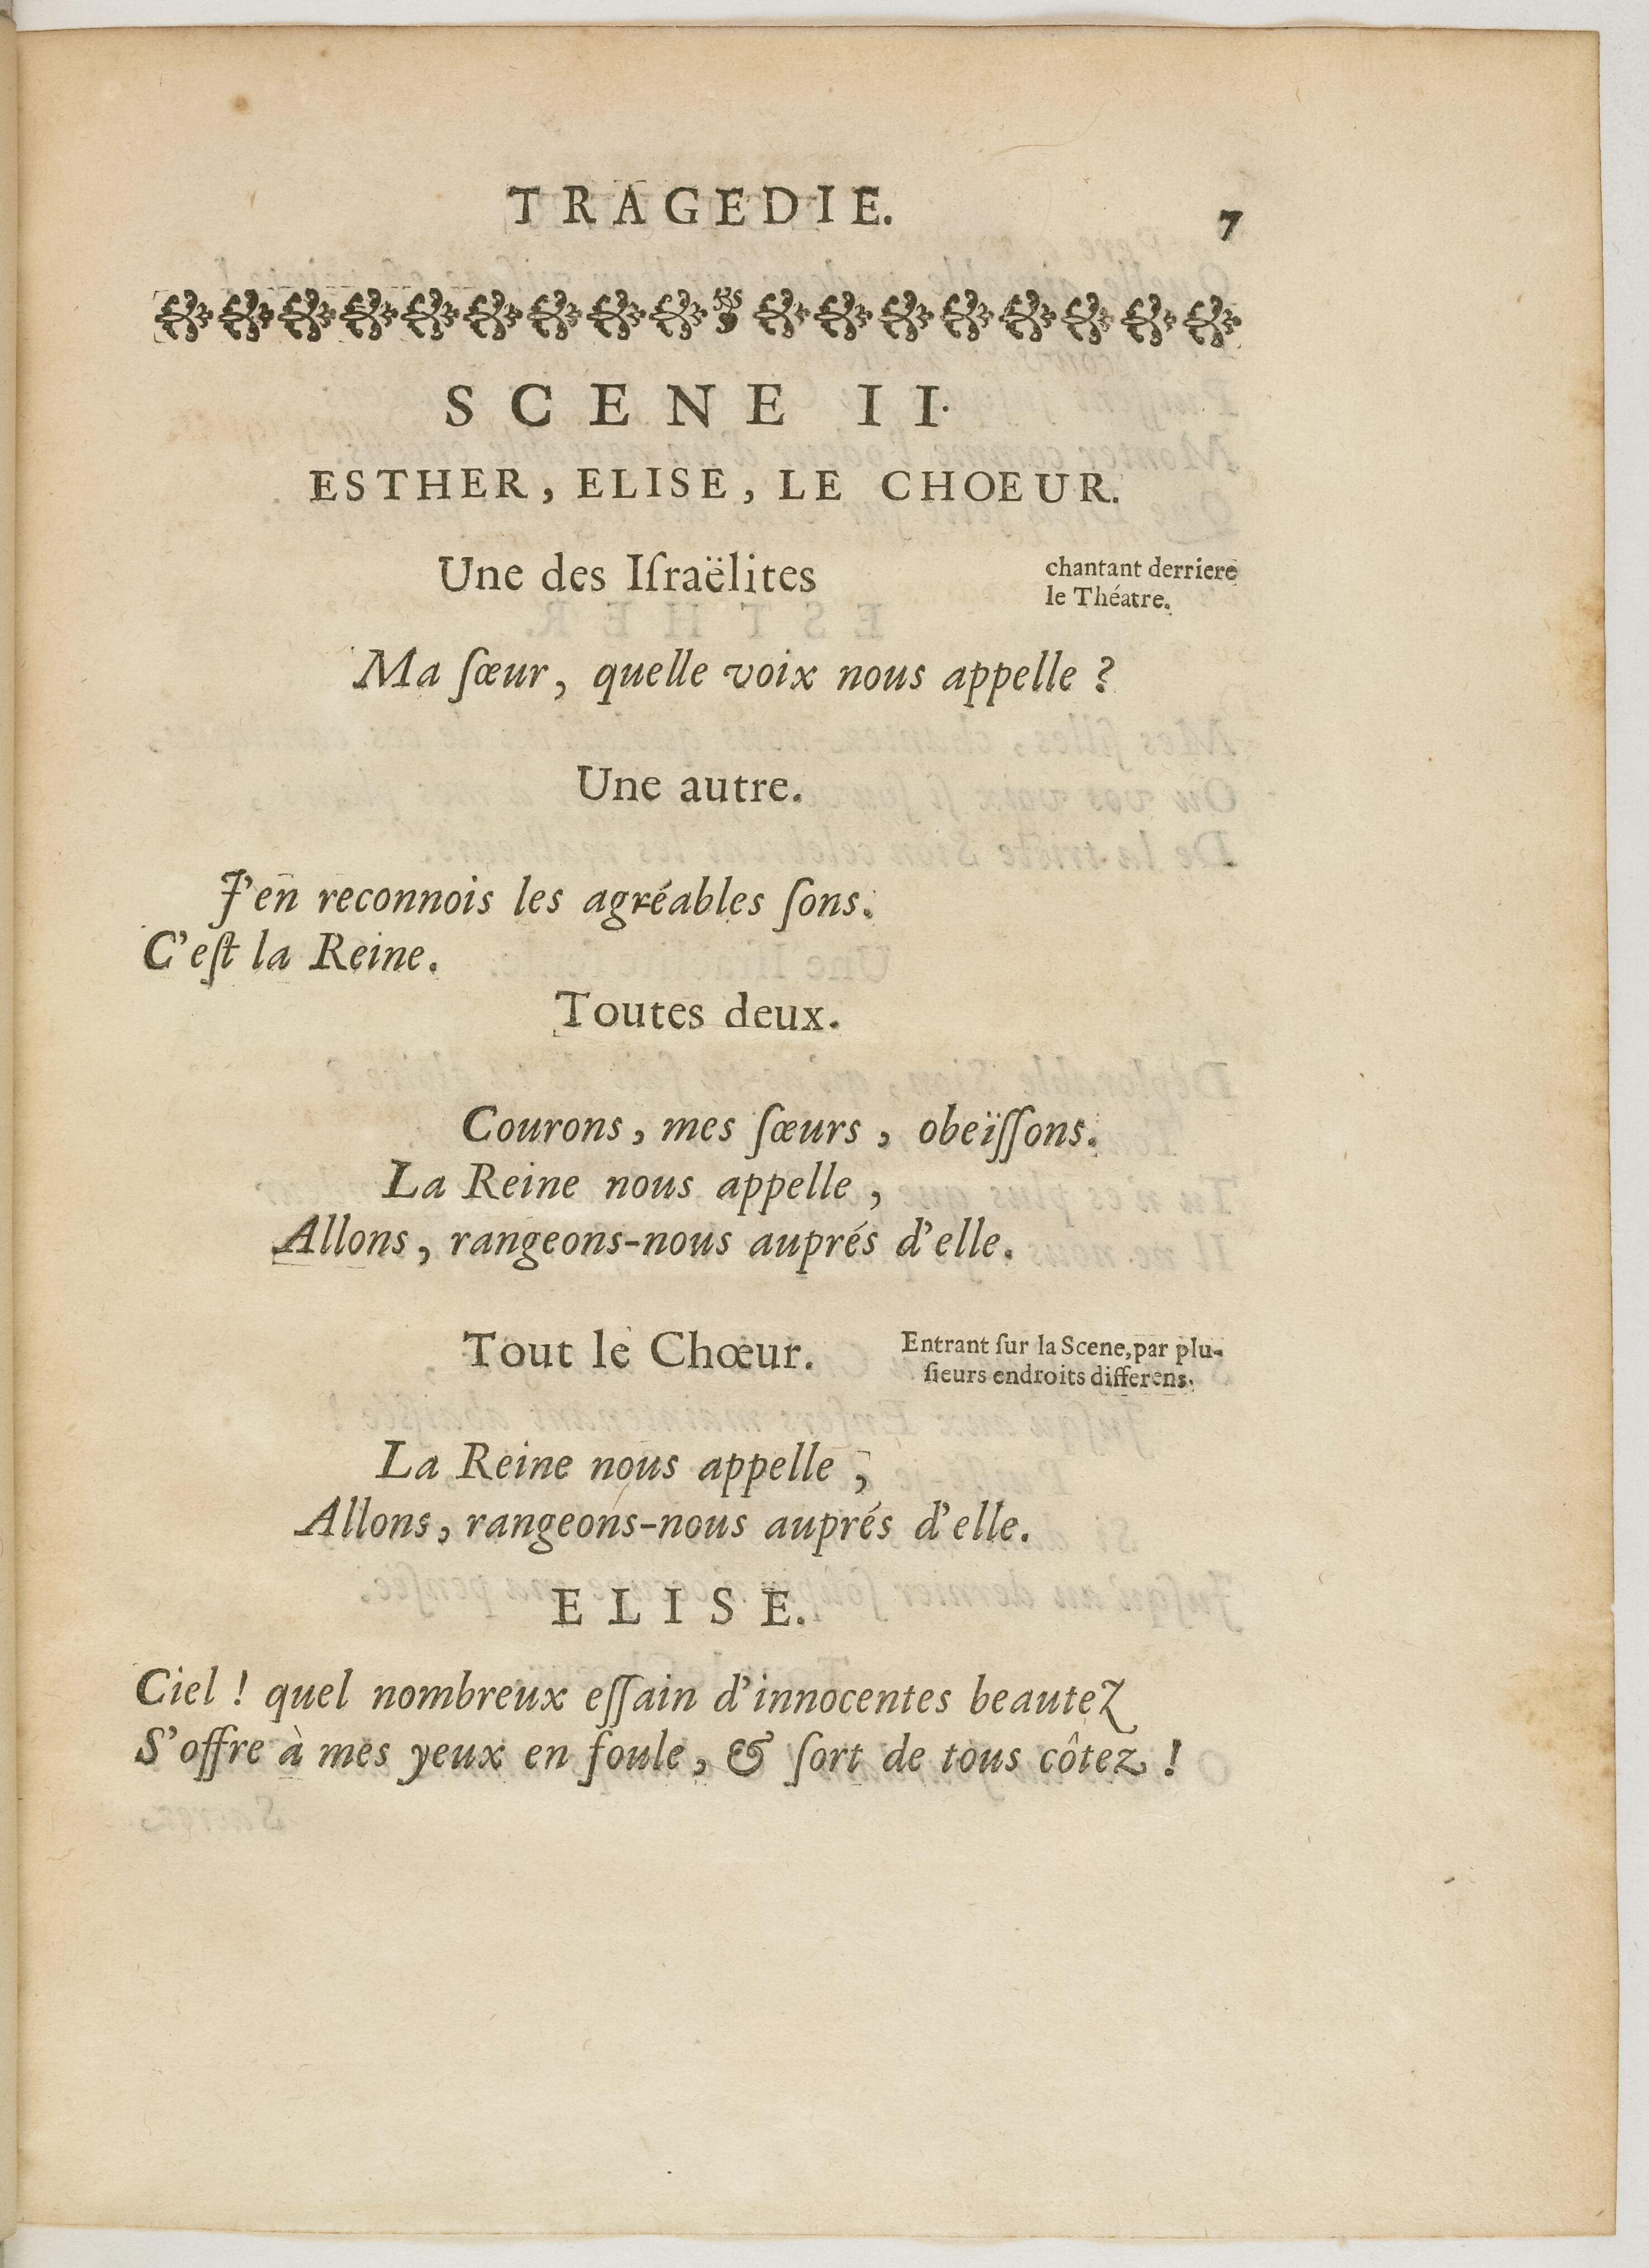 TRAGEDIE. 7
SCENE II.
ESTHER, ELISE, LE CHOEUR.
Une des Iſraëlites
chantant derriere
le Théatre.
Ma ſœur, quelle voix nous appelle ?
Une autre.
J'en reconnois les agréables ſons.
C'eſt la Reine.
Toutes deux.
Courons, mes ſœurs, obeïſſons.
La Reine nous appelle,
Allons, rangeons-nous auprés d'elle.
Tout le Chœur.
Entrant ſur la Scene, par plu-
ſieurs endroits differens.
La Reine nous appelle,
Allons, rangeons-nous auprés d'elle.
ELISE.
Ciel ! quel nombreux eſſain d'innocentes beautez
S'offre à mes yeux en foule, & ſort de tous côtez !